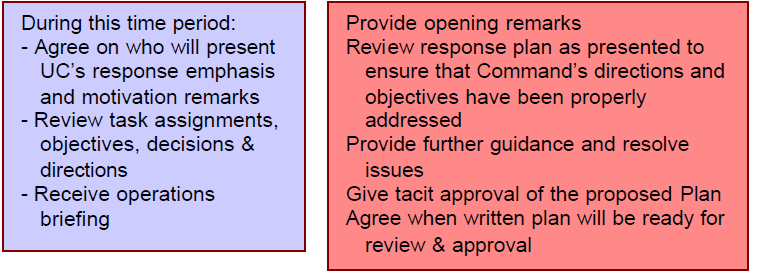 During this time period:
- Agree on who will present
UC's response emphasis
and motivation remarks
- Review task assignments,
objectives, decisions &
directions
- Receive operations
briefing
Provide opening remarks
Review response plan as presented to
ensure that Command's directions and
objectives have been properly
addressed
Provide further guidance and resolve
issues
Give tacit approval of the proposed Plan
Agree when written plan will be ready for
review & approval